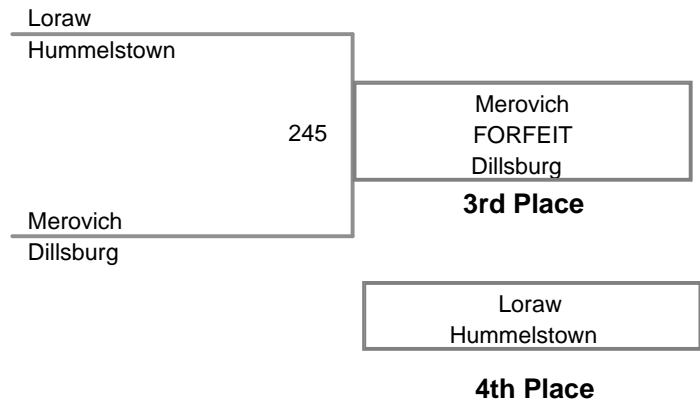 Loraw
Hummelstown
245
Merovich
FORFEIT
Dillsburg
3rd Place
Merovich
Dillsburg
Loraw
Hummelstown
4th Place